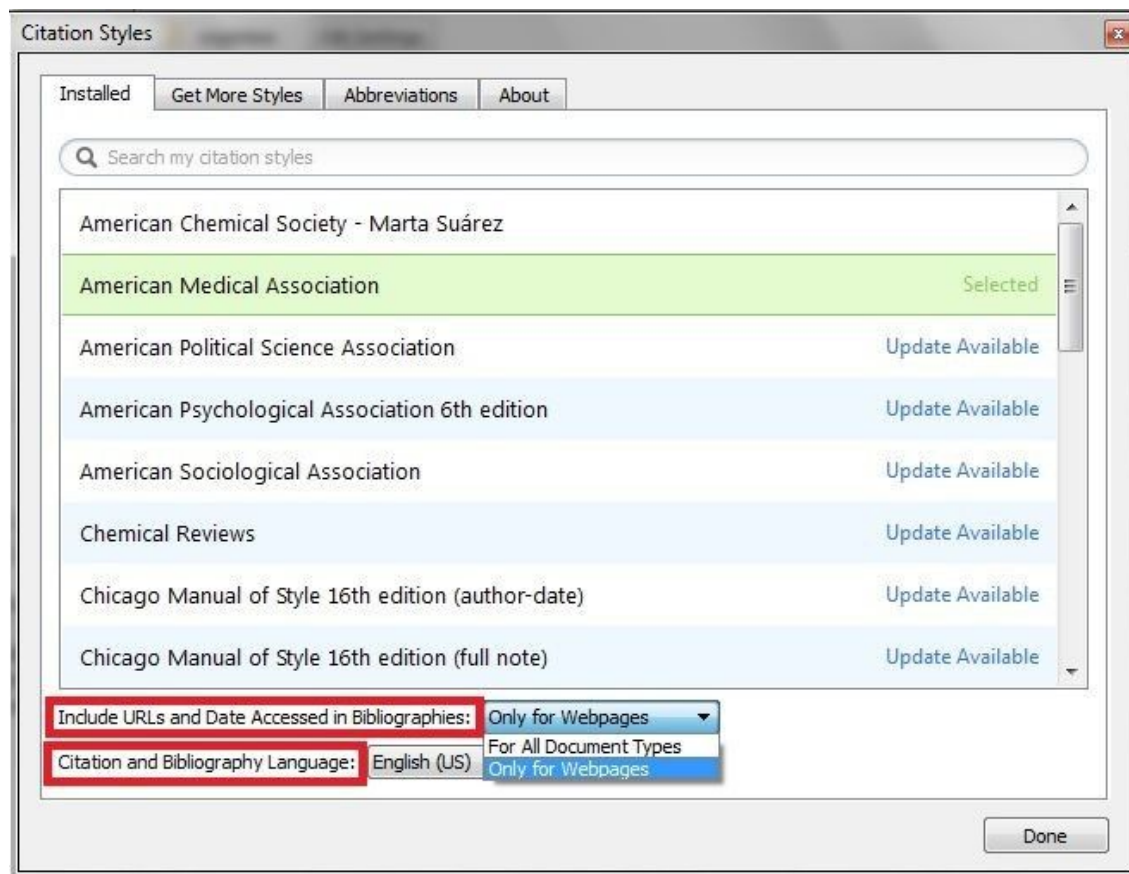 Citation Styles
Installed Get More Styles Abbreviations About
Search my citation styles
American Chemical Society - Marta Suárez
American Medical Association Selected
American Political Science Association Update Available
American Psychological Association 6th edition Update Available
American Sociological Association Update Available
Chemical Reviews Update Available
Chicago Manual of Style 16th edition (author-date) Update Available
Chicago Manual of Style 16th edition (full note) Update Available
Include URLs and Date Accessed in Bibliographies: Only for Webpages
For All Document Types
Citation and Bibliography Language: English (US)
Only for Webpages
Done